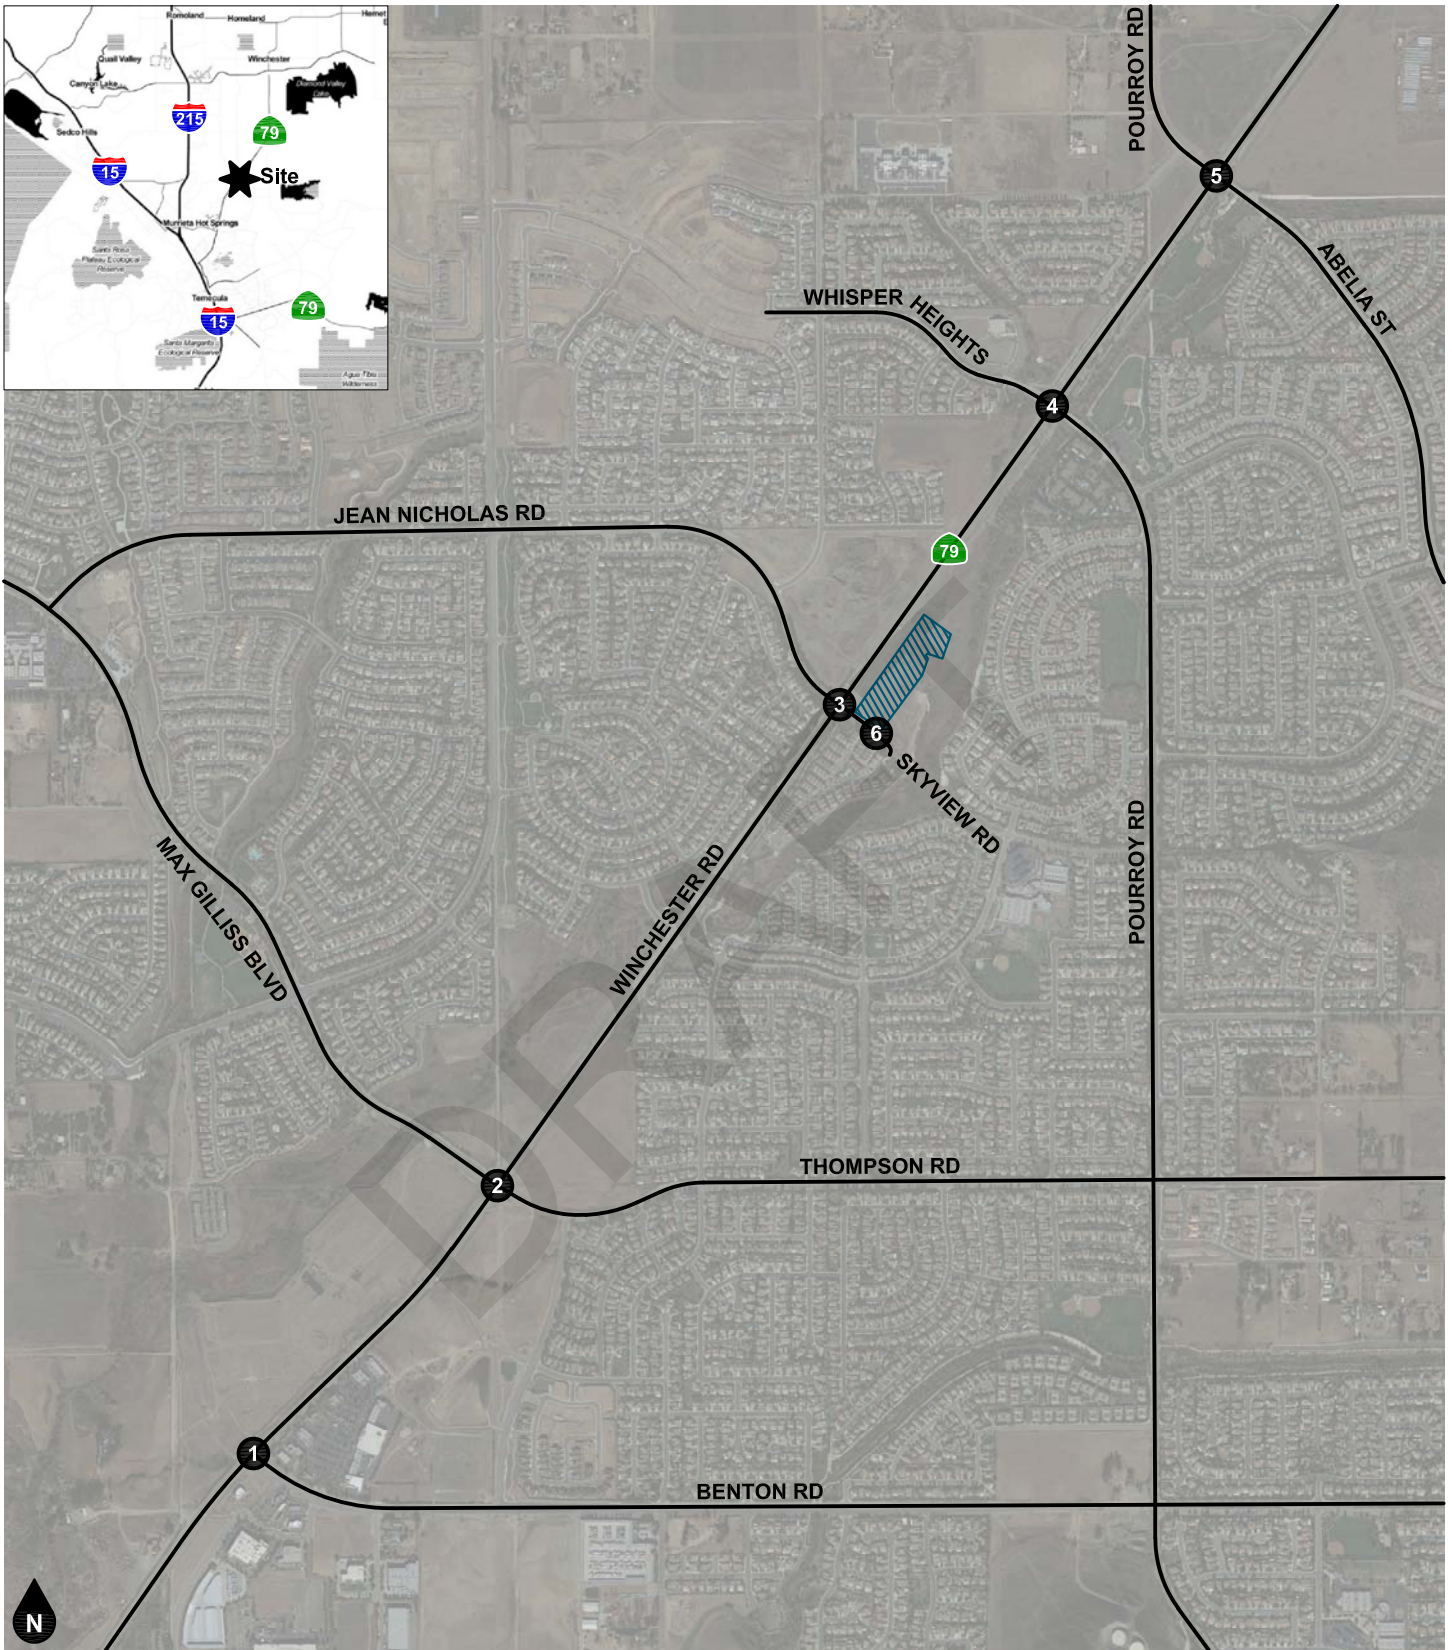 Romoland
Homeland
Hemet
Quail Valley
Winchester
Canyon Lake
Diamond Valley
Lake
215
79
Sedco Hills
15
Site
Murrieta Hot Springs
Santa Rosa
Plateau Ecological
Reserve
Temecula
79
15
Santa Margarita
Ecological Reserve
Agua Tibia
Wilderness
POURROY RD
5
ABELIA ST
WHISPER HEIGHTS
4
JEAN NICHOLAS RD
79
3
6
SKYVIEW RD
POURROY RD
MAX GILLISS BLVD
WINCHESTER RD
DRAFT
2
THOMPSON RD
1
BENTON RD
N